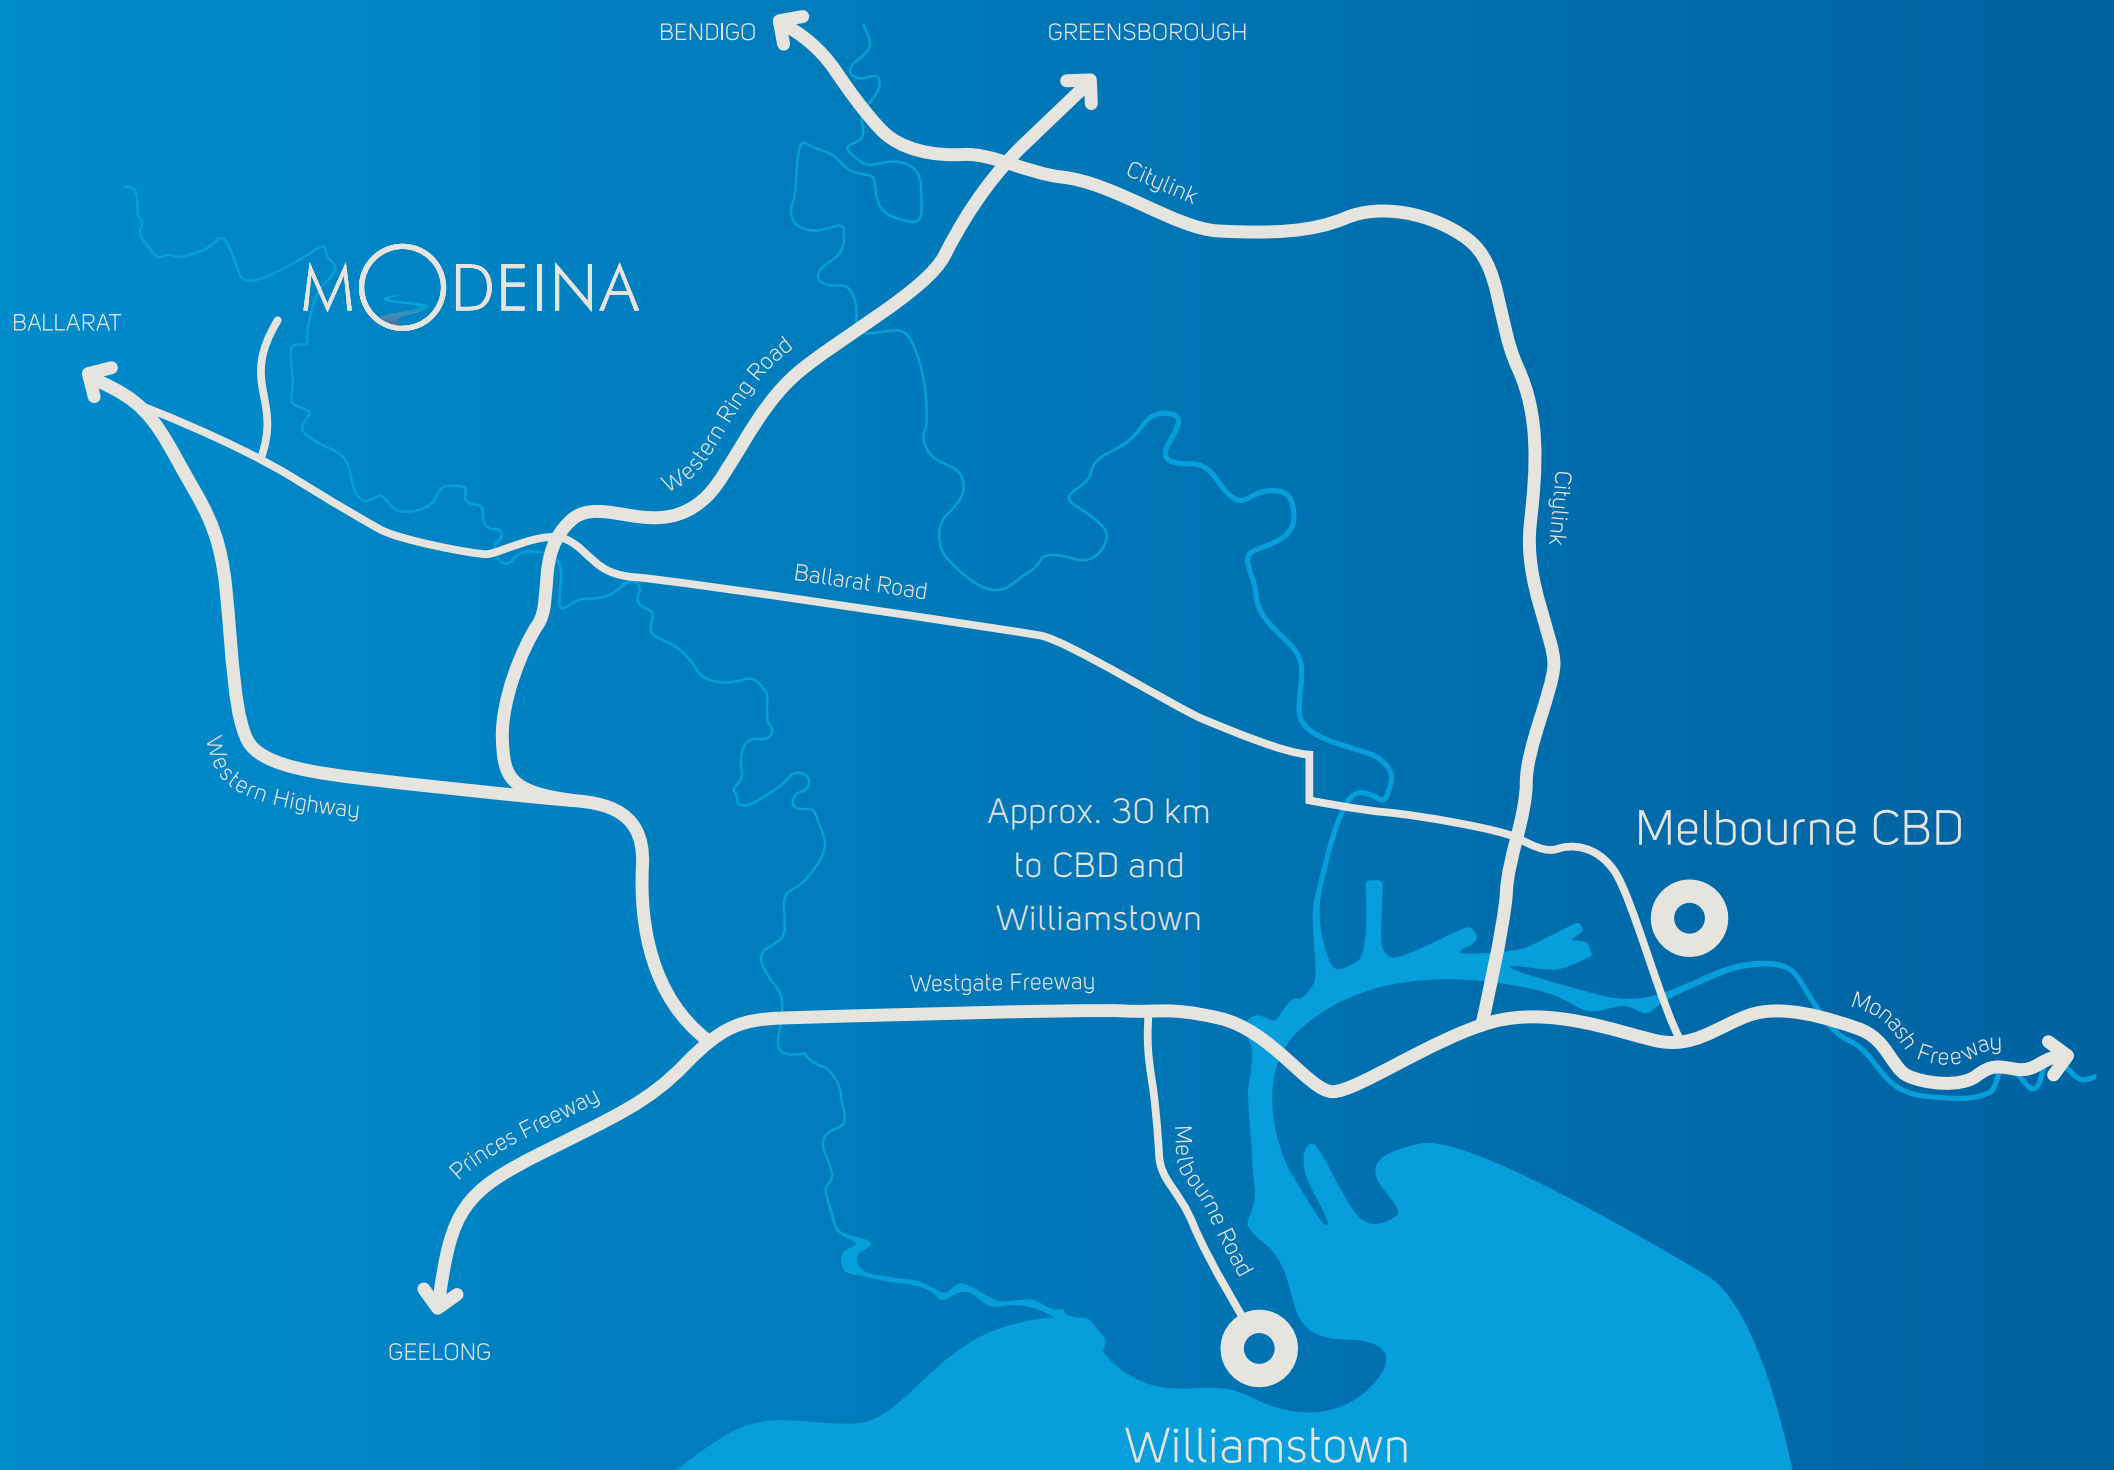 BENDIGO
GREENSBOROUGH
Citylink
MODEINA
BALLARAT
Western Ring Road
Citylink
Ballarat Road
Western Highway
Approx. 30 km
to CBD and
Williamstown
Melbourne CBD
Westgate Freeway
Monash Freeway
Princes Freeway
Melbourne Road
GEELONG
Williamstown